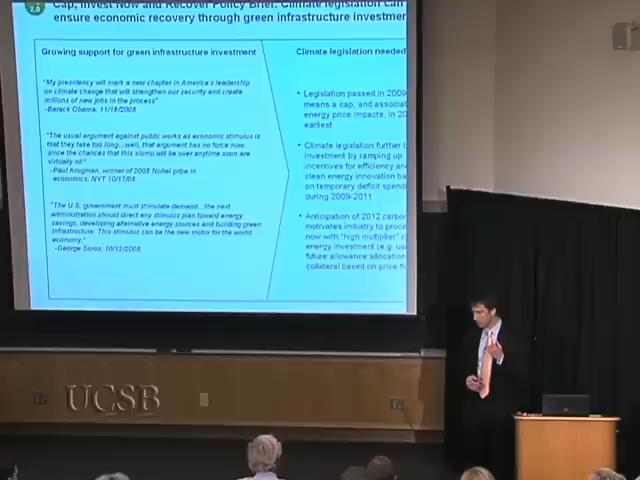 2.0
Cap, Invest Now and Recover Policy Brief: Climate legislation can
ensure economic recovery through green infrastructure investmen
Growing support for green infrastructure investment
"My presidency will mark a new chapter in America's leadership
on climate change that will strengthen our security and create
millions of new jobs in the process"
-Barack Obama, 11/18/2008
"The usual argument against public works as economic stimulus is
that they take too long...well, that argument has no force now,
since the chances that this slump will be over anytime soon are
virtually nil."
-Paul Krugman, winner of 2008 Nobel prize in
economics, NYT 10/17/08
"The U.S. government must stimulate demand...the next
administration should direct any stimulus plan toward energy
savings, developing alternative energy sources and building green
infrastructure. This stimulus can be the new motor for the world
economy."
-George Soros, 10/12/2008
Climate legislation needed
• Legislation passed in 2009
means a cap, and associat
energy price impacts, in 20
earliest
• Climate legislation further
investment by ramping up
incentives for efficiency an
clean energy innovation ba
on temporary deficit spend
during 2009-2011
• Anticipation of 2012 carbon
motivates industry to proce
now with "high multiplier" c
energy investment (e.g. us
future allowance allocation
collateral based on price fl
UCSB